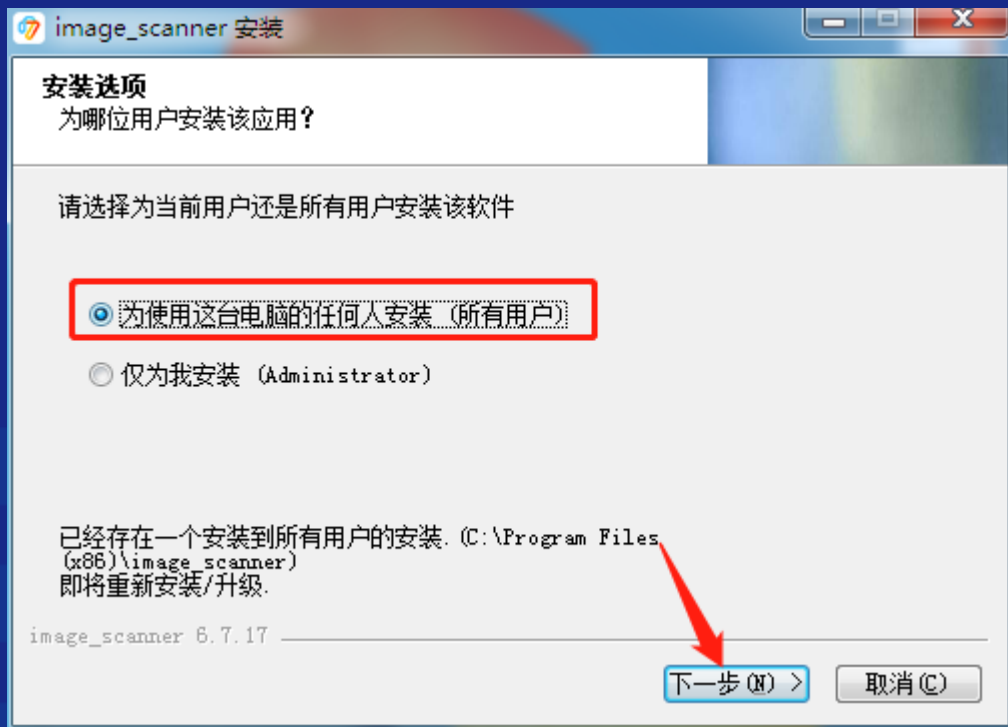 image_scanner 安装
安装选项
为哪位用户安装该应用？
请选择为当前用户还是所有用户安装该软件
为使用这台电脑的任何人安装 (所有用户)
仅为我安装 (Administrator)
已经存在一个安装到所有用户的安装. (C:\Program Files
(x86)\image_scanner)
即将重新安装/升级.
image_scanner 6.7.17
下一步(N) >
取消(C)